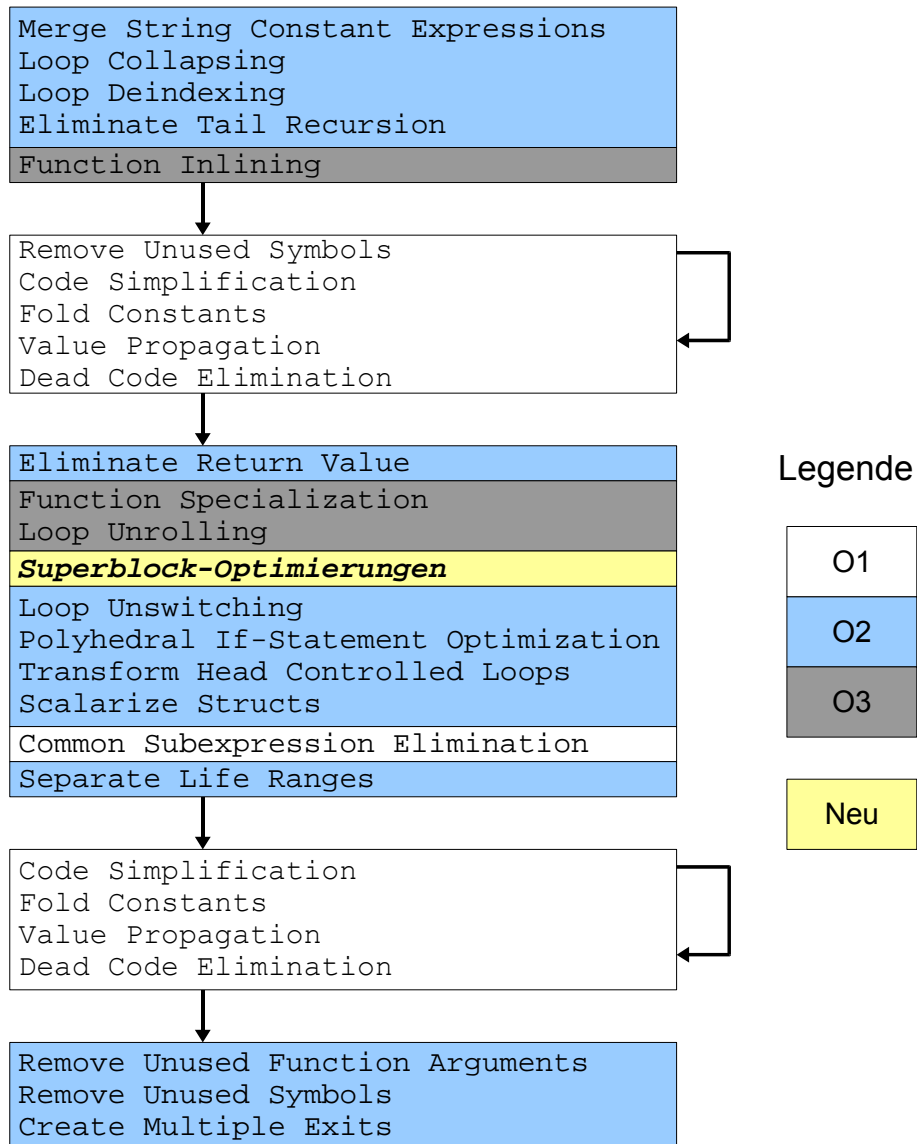 Merge String Constant Expressions
Loop Collapsing
Loop Deindexing
Eliminate Tail Recursion
Function Inlining
Remove Unused Symbols
Code Simplification
Fold Constants
Value Propagation
Dead Code Elimination
Eliminate Return Value
Function Specialization
Loop Unrolling
Superblock-Optimierungen
Loop Unswitching
Polyhedral If-Statement Optimization
Transform Head Controlled Loops
Scalarize Structs
Common Subexpression Elimination
Separate Life Ranges
Code Simplification
Fold Constants
Value Propagation
Dead Code Elimination
Remove Unused Function Arguments
Remove Unused Symbols
Create Multiple Exits
Legende
O1
O2
O3
Neu